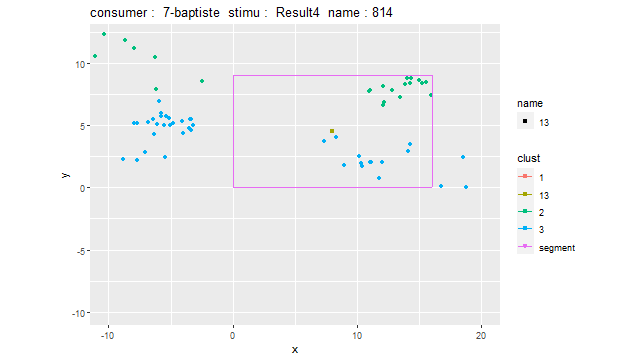 consumer :  7-baptiste  stimu :  Result4  name : 814
10
5
0
-5
-10
y
-10
0
10
20
x
name
13
clust
1
13
2
3
segment